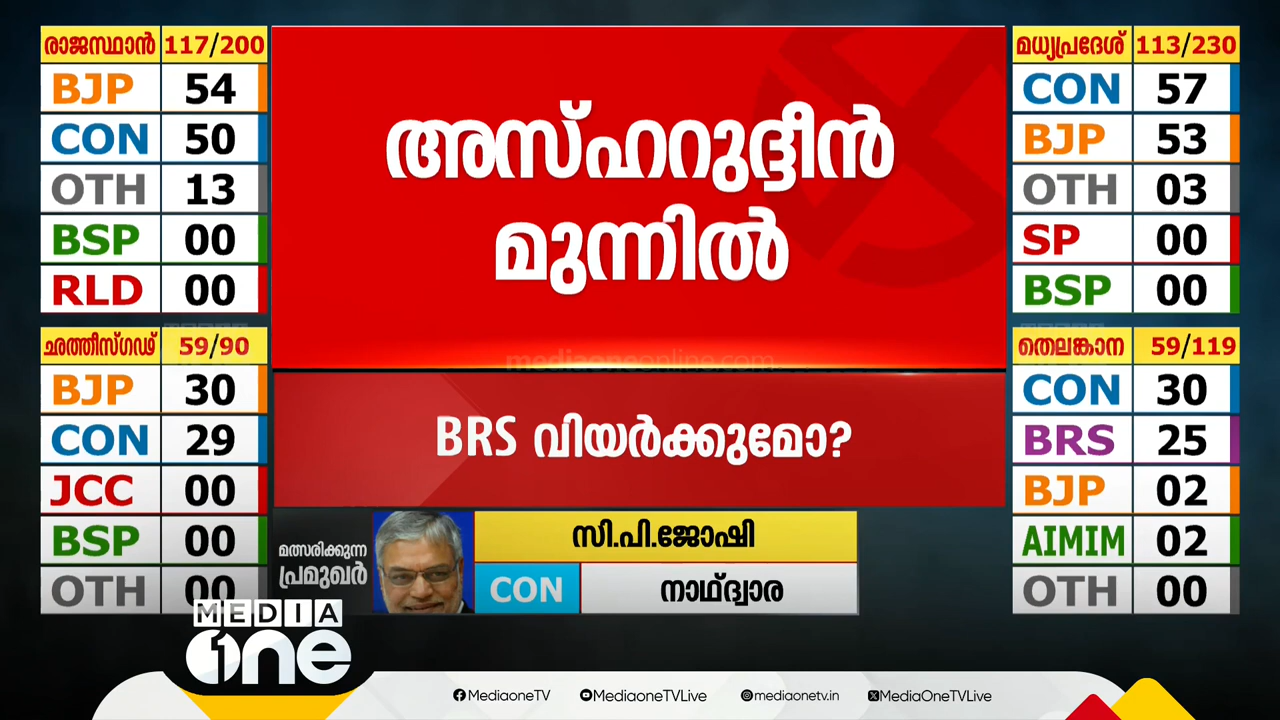 രാജസ്ഥാൻ 117/200
BJP 54
CON 50
OTH 13
BSP 00
RLD 00
ഛത്തീസ്ഗഢ് 59/90
BJP 30
CON 29
JCC 00
BSP 00
OTH 00
അസ്ഹറുദ്ദീൻ
മുന്നിൽ
mediaoneonline.com
BRS വിയർക്കുമോ?
മത്സരിക്കുന്ന
പ്രമുഖർ
സി.പി.ജോഷി
CON നാഥ്ദ്വാര
മധ്യപ്രദേശ് 113/230
CON 57
BJP 53
OTH 03
SP 00
BSP 00
തെലങ്കാന 59/119
CON 30
BRS 25
BJP 02
AIMIM 02
OTH 00
MEDIA
one
MediaoneTV MediaoneTVLive mediaonetv.in MediaOneTVLive